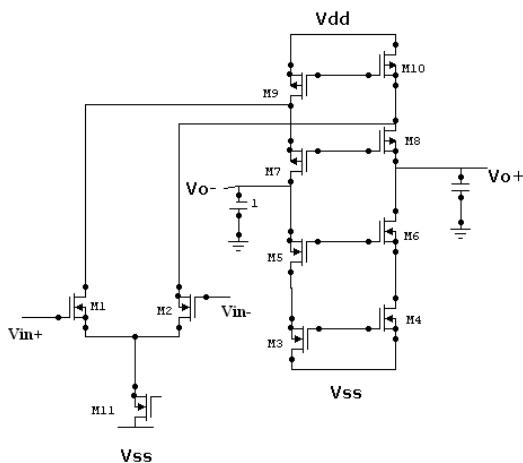 Vdd
M9
M10
M7
M8
Vo-
1
Vo+
M5
M6
M1
M2
Vin+
Vin-
M3
M4
M11
Vss
Vss